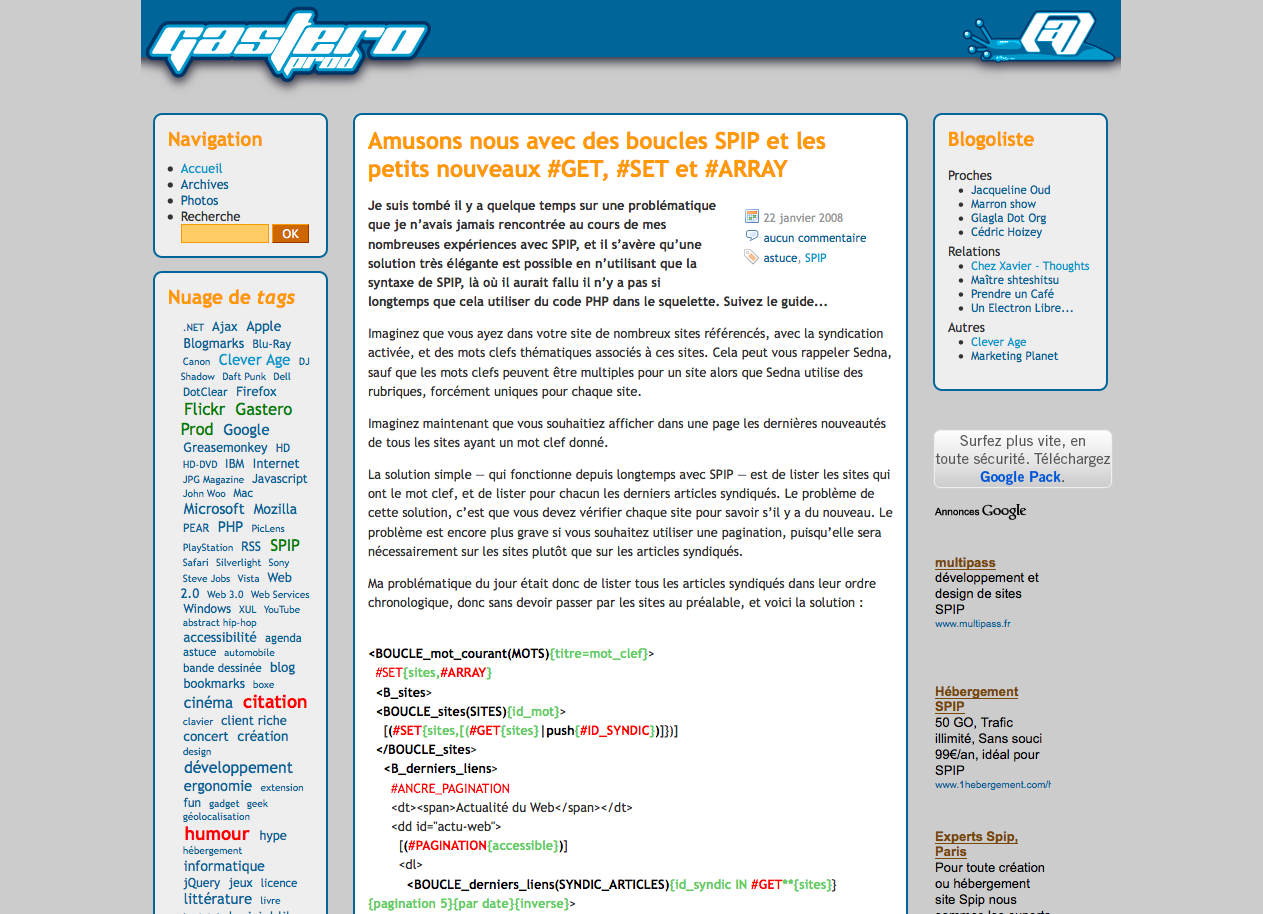 gastero
prod
@
Navigation
Accueil
Archives
Photos
Recherche
OK
Nuage de tags
.NET Ajax Apple
Blogmarks Blu-Ray
Canon Clever Age DJ
Shadow Daft Punk Dell
DotClear Firefox
Flickr Gastero
Prod Google
Greasemonkey HD
HD-DVD IBM Internet
JPG Magazine Javascript
John Woo Mac
Microsoft Mozilla
PEAR PHP PicLens
PlayStation RSS SPIP
Safari Silverlight Sony
Steve Jobs Vista Web
2.0 Web 3.0 Web Services
Windows XUL YouTube
abstract hip-hop
accessibilité agenda
astuce automobile
bande dessinée blog
bookmarks boxe
cinéma citation
clavier client riche
concert création
design
développement
ergonomie extension
fun gadget geek
géolocalisation
humour hype
hébergement
informatique
jQuery jeux licence
littérature livre
Amusons nous avec des boucles SPIP et les
petits nouveaux #GET, #SET et #ARRAY
22 janvier 2008
aucun commentaire
astuce, SPIP
Je suis tombé il y a quelque temps sur une problématique
que je n’avais jamais rencontrée au cours de mes
nombreuses expériences avec SPIP, et il s’avère qu’une
solution très élégante est possible en n’utilisant que la
syntaxe de SPIP, là où il aurait fallu il n’y a pas si
longtemps que cela utiliser du code PHP dans le squelette. Suivez le guide...
Imaginez que vous ayez dans votre site de nombreux sites référencés, avec la syndication
activée, et des mots clefs thématiques associés à ces sites. Cela peut vous rappeler Sedna,
sauf que les mots clefs peuvent être multiples pour un site alors que Sedna utilise des
rubriques, forcément uniques pour chaque site.
Imaginez maintenant que vous souhaitiez afficher dans une page les dernières nouveautés
de tous les sites ayant un mot clef donné.
La solution simple — qui fonctionne depuis longtemps avec SPIP — est de lister les sites qui
ont le mot clef, et de lister pour chacun les derniers articles syndiqués. Le problème de
cette solution, c’est que vous devez vérifier chaque site pour savoir s’il y a du nouveau. Le
problème est encore plus grave si vous souhaitez utiliser une pagination, puisqu’elle sera
nécessairement sur les sites plutôt que sur les articles syndiqués.
Ma problématique du jour était donc de lister tous les articles syndiqués dans leur ordre
chronologique, donc sans devoir passer par les sites au préalable, et voici la solution :
<BOUCLE_mot_courant(MOTS){titre=mot_clef}>
#SET{sites,#ARRAY}
<B_sites>
<BOUCLE_sites(SITES){id_mot}>
[(#SET{sites,[(#GET{sites}|push{#ID_SYNDIC})]})]
</BOUCLE_sites>
<B_derniers_liens>
#ANCRE_PAGINATION
<dt><span>Actualité du Web</span></dt>
<dd id="actu-web">
[(#PAGINATION{accessible})]
<dl>
<BOUCLE_derniers_liens(SYNDIC_ARTICLES){id_syndic IN #GET**{sites}}
{pagination 5}{par date}{inverse}>
Blogoliste
Proches
Jacqueline Oud
Marron show
Glagla Dot Org
Cédric Hoizey
Relations
Chez Xavier - Thoughts
Maître shteshitsu
Prendre un Café
Un Electron Libre...
Autres
Clever Age
Marketing Planet
Surfez plus vite, en
toute sécurité. Téléchargez
Google Pack.
Annonces Google
multipass
développement et
design de sites
SPIP
www.multipass.fr
Hébergement
SPIP
50 GO, Trafic
illimité, Sans souci
99€/an, idéal pour
SPIP
www.1hebergement.com/h
Experts Spip,
Paris
Pour toute création
ou hébergement
site Spip nous